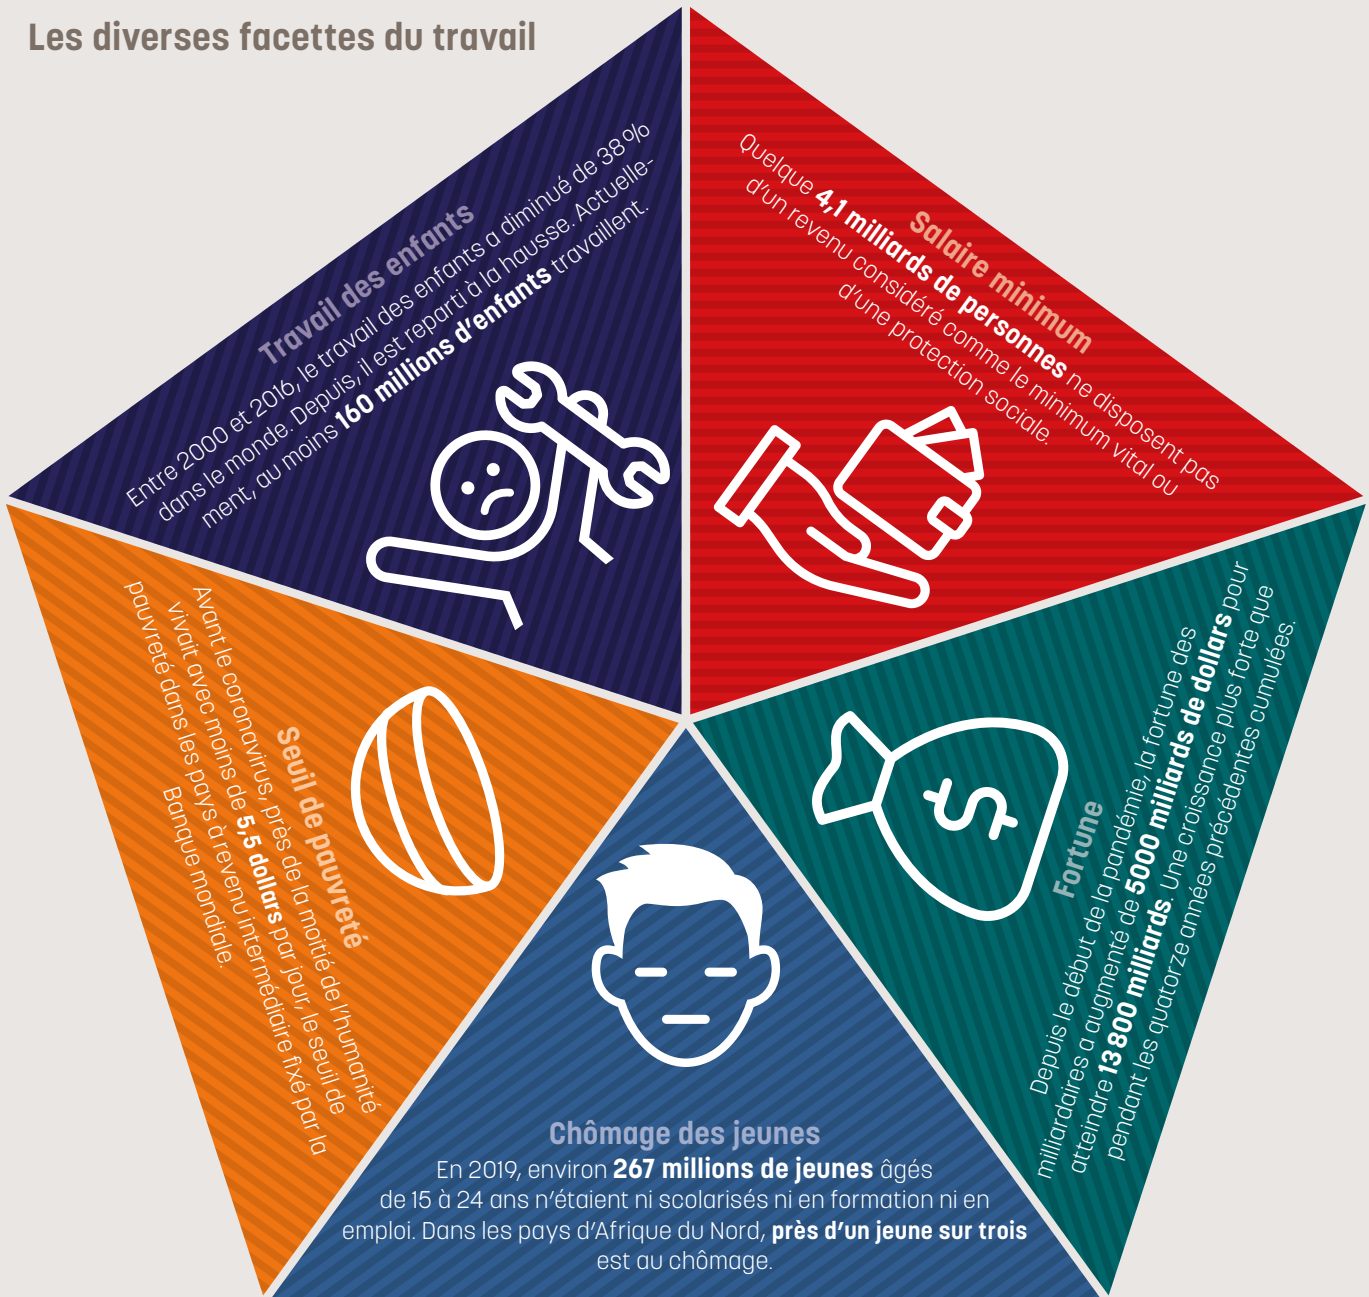 Les diverses facettes du travail
Travail des enfants
Entre 2000 et 2016, le travail des enfants a diminué de 38 %
dans le monde. Depuis, il est reparti à la hausse. Actuelle-
ment, au moins 160 millions d’enfants travaillent.
Salaire minimum
Quelque 4,1 milliards de personnes ne disposent pas
d’un revenu considéré comme le minimum vital ou
d’une protection sociale.
Fortune
Depuis le début de la pandémie, la fortune des
milliardaires a augmenté de 5000 milliards de dollars pour
atteindre 13 800 milliards. Une croissance plus forte que
pendant les quatorze années précédentes cumulées.
Chômage des jeunes
En 2019, environ 267 millions de jeunes âgés
de 15 à 24 ans n’étaient ni scolarisés ni en formation ni en
emploi. Dans les pays d’Afrique du Nord, près d’un jeune sur trois
est au chômage.
Seuil de pauvreté
Avant le coronavirus, près de la moitié de l’humanité
vivait avec moins de 5,5 dollars par jour, le seuil de
pauvreté dans les pays à revenu intermédiaire fixé par la
Banque mondiale.